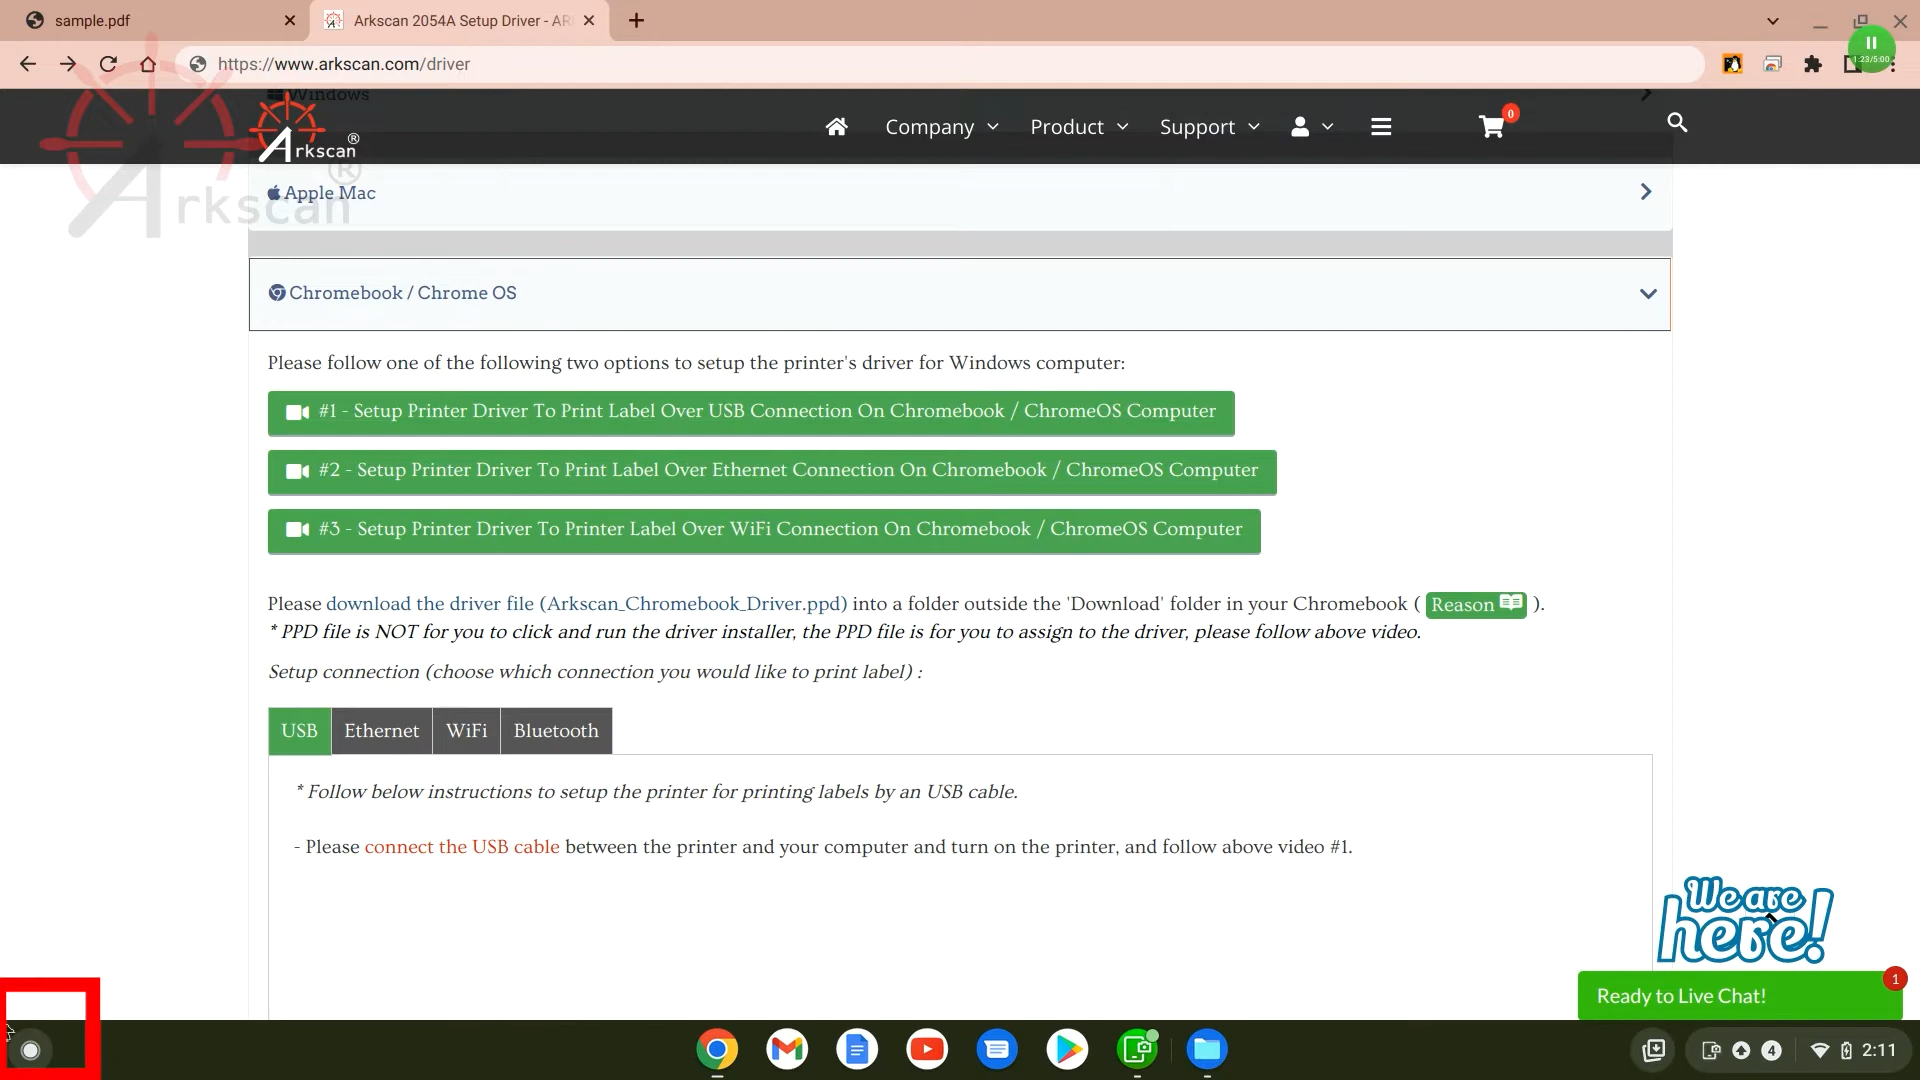 sample.pdf
Arkscan 2054A Setup Driver - AR
https://www.arkscan.com/driver
1:23/5:00
Windows
Arkscan®
Company
Product
Support
0
Arkscan®
Apple Mac
Chromebook / Chrome OS
Please follow one of the following two options to setup the printer's driver for Windows computer:
#1 - Setup Printer Driver To Print Label Over USB Connection On Chromebook / ChromeOS Computer
#2 - Setup Printer Driver To Print Label Over Ethernet Connection On Chromebook / ChromeOS Computer
#3 - Setup Printer Driver To Printer Label Over WiFi Connection On Chromebook / ChromeOS Computer
Please download the driver file (Arkscan_Chromebook_Driver.ppd) into a folder outside the 'Download' folder in your Chromebook ( Reason ).
* PPD file is NOT for you to click and run the driver installer, the PPD file is for you to assign to the driver, please follow above video.
Setup connection (choose which connection you would like to print label) :
USB Ethernet WiFi Bluetooth
* Follow below instructions to setup the printer for printing labels by an USB cable.
- Please connect the USB cable between the printer and your computer and turn on the printer, and follow above video #1.
We are
here!
Ready to Live Chat!
1
4
2:11